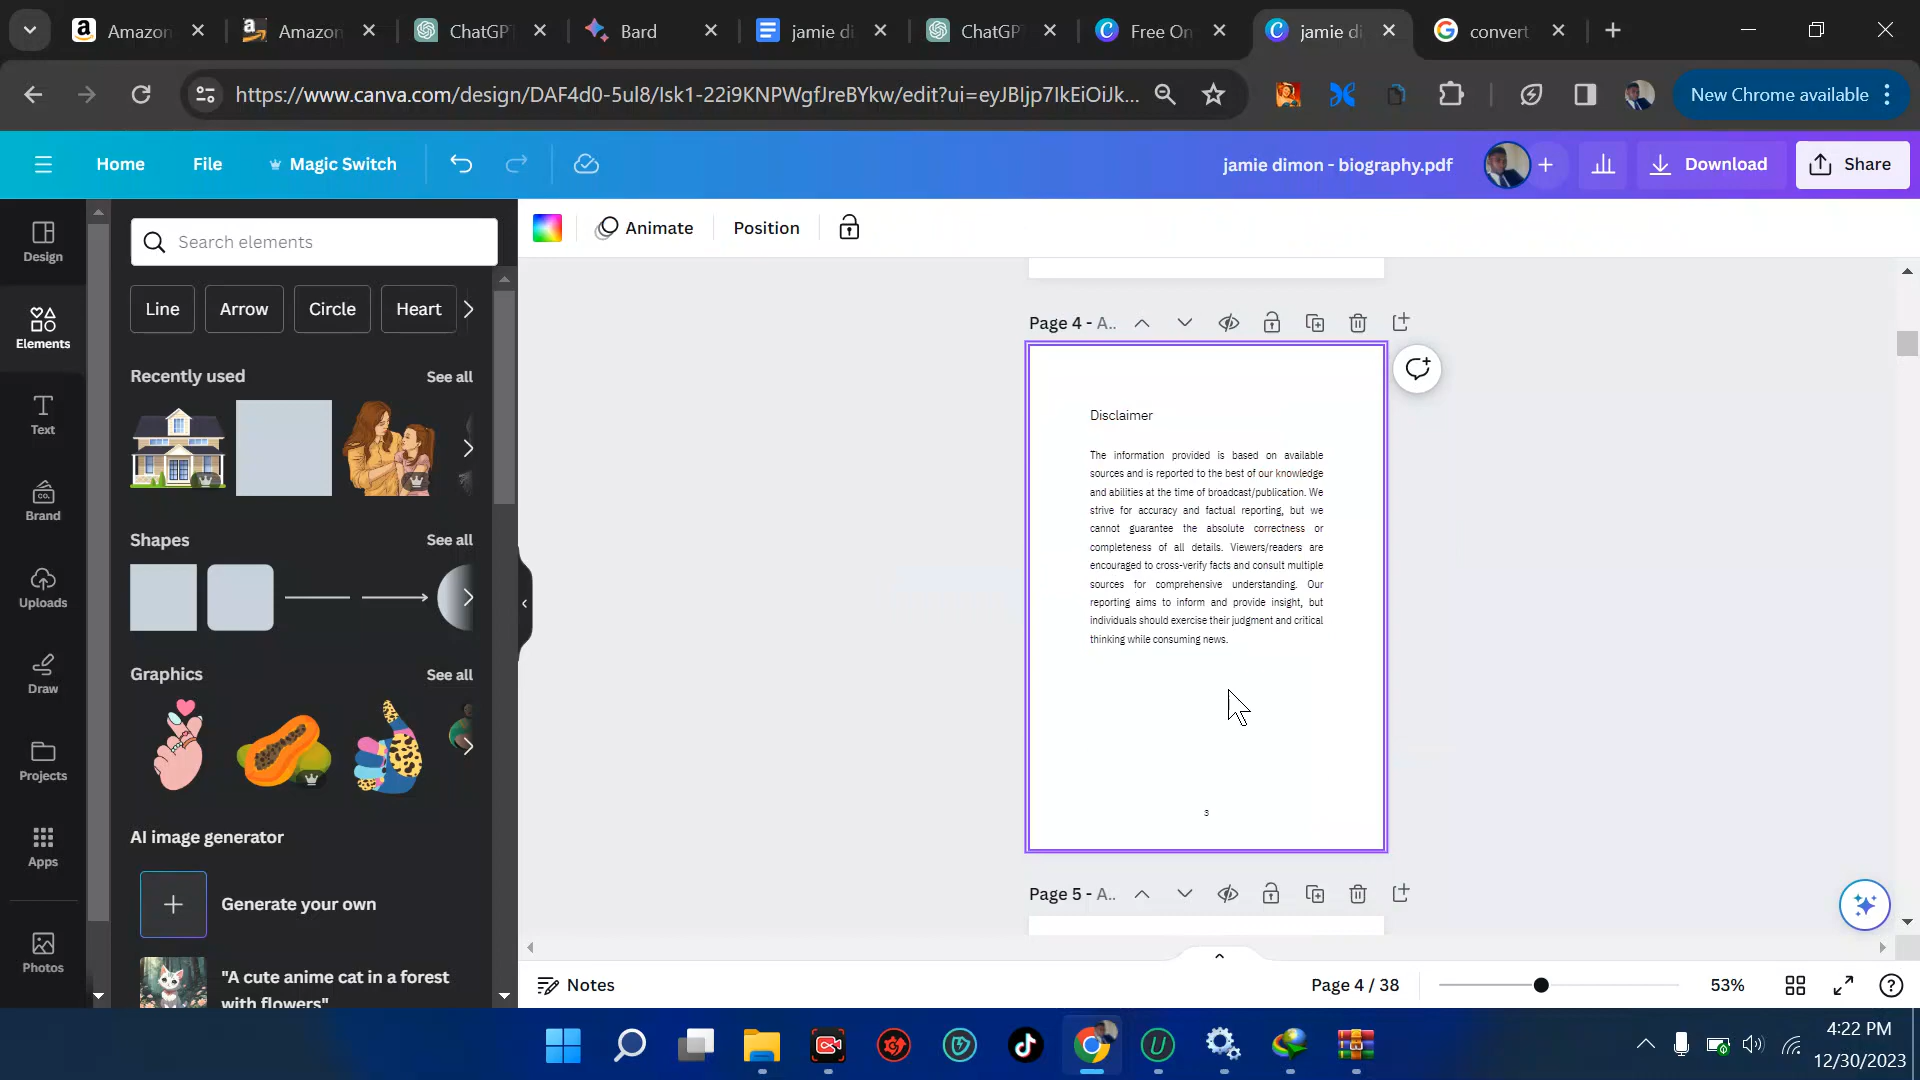 Amazon
Amazon
ChatGP
Bard
jamie di
ChatGP
Free On
jamie di
convert
https://www.canva.com/design/DAF4d0-5ul8/Isk1-22i9KNPWgfJreBYkw/edit?ui=eyJBIjp7IkEiOiJk...
New Chrome available
Home
File
Magic Switch
jamie dimon - biography.pdf
Download
Share
Design
Elements
Text
Brand
Uploads
Draw
Projects
Apps
Photos
Search elements
Line
Arrow
Circle
Heart
Recently used
See all
Shapes
See all
Graphics
See all
AI image generator
Generate your own
"A cute anime cat in a forest
with flowers"
Animate
Position
Page 4 - A..
Disclaimer
The information provided is based on available
sources and is reported to the best of our knowledge
and abilities at the time of broadcast/publication. We
strive for accuracy and factual reporting, but we
cannot guarantee the absolute correctness or
completeness of all details. Viewers/readers are
encouraged to cross-verify facts and consult multiple
sources for comprehensive understanding. Our
reporting aims to inform and provide insight, but
individuals should exercise their judgment and critical
thinking while consuming news.
3
Page 5 - A..
Notes
Page 4 / 38
53%
4:22 PM
12/30/2023